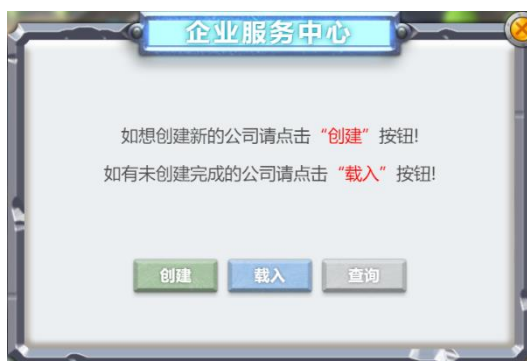 企业服务中心
如想创建新的公司请点击“创建”按钮!
如有未创建完成的公司请点击“载入”按钮!
创建 载入 查询